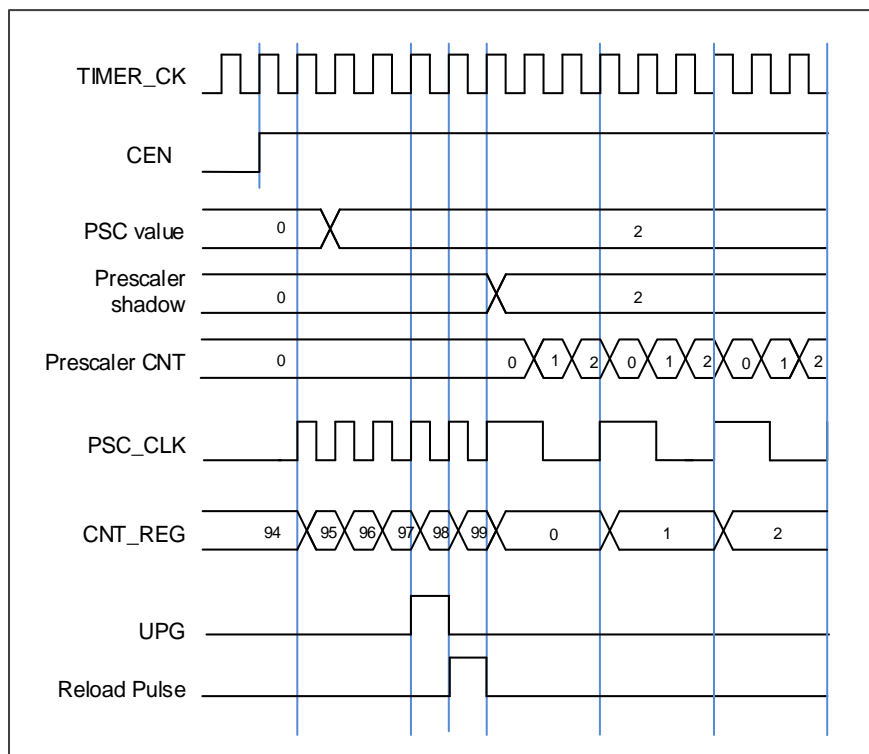 TIMER_CK
CEN
PSC value
0
2
Prescaler
shadow
0
2
Prescaler CNT
0
0 1 2 0 1 2 0 1 2
PSC_CLK
CNT_REG
94 95 96 97 98 99 0 1 2
UPG
Reload Pulse